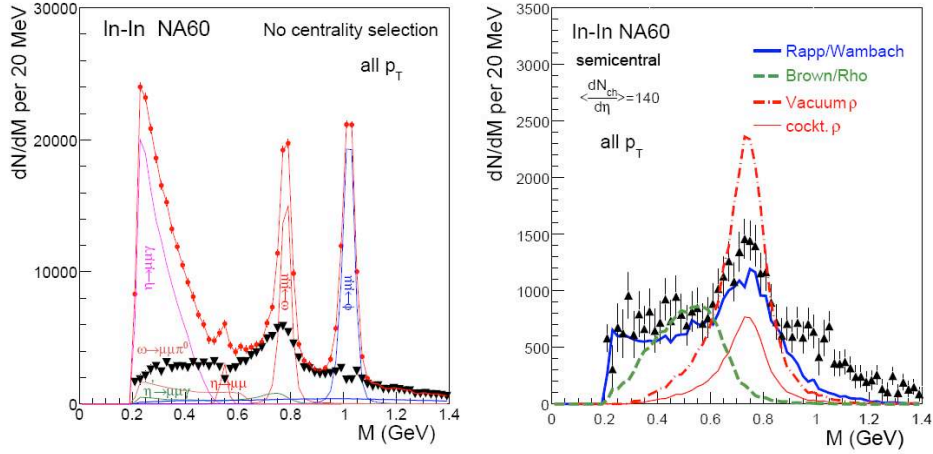 In-In NA60
No centrality selection
all pT
dN/dM per 20 MeV
30000
20000
10000
0
η→μμγ
ω→μμπ⁰
η→μμγ
η→μμ
ω→μμ
φ→μμ
0 0.2 0.4 0.6 0.8 1 1.2 1.4
M (GeV)
In-In NA60
semicentral
<dNch/dη>=140
all pT
Rapp/Wambach
Brown/Rho
Vacuum ρ
cockt. ρ
dN/dM per 20 MeV
3500
3000
2500
2000
1500
1000
500
0
0 0.2 0.4 0.6 0.8 1 1.2 1.4
M (GeV)